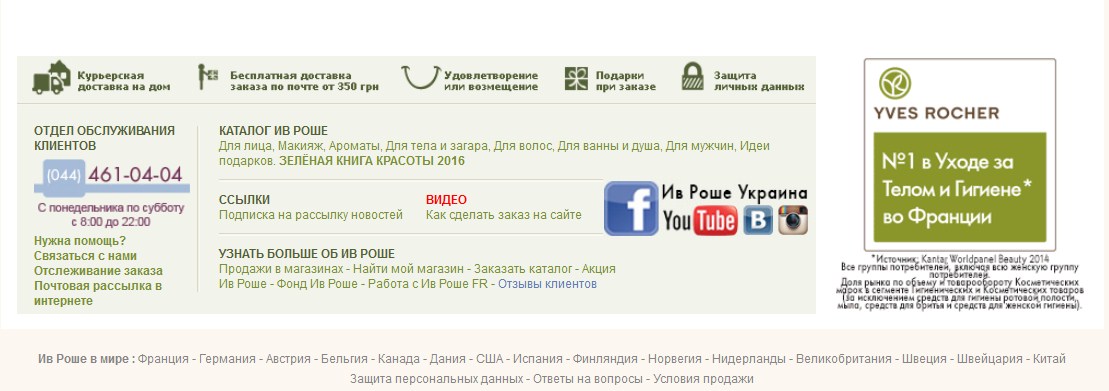 Курьерская
доставка на дом
Бесплатная доставка
заказа по почте от 350 грн
Удовлетворение
или возмещение
Подарки
при заказе
Защита
личных данных
ОТДЕЛ ОБСЛУЖИВАНИЯ
КЛИЕНТОВ
(044) 461-04-04
С понедельника по субботу
с 8:00 до 22:00
Нужна помощь?
Связаться с нами
Отслеживание заказа
Почтовая рассылка в
интернете
КАТАЛОГ ИВ РОШЕ
Для лица, Макияж, Ароматы, Для тела и загара, Для волос, Для ванны и душа, Для мужчин, Идеи
подарков. ЗЕЛЁНАЯ КНИГА КРАСОТЫ 2016
ССЫЛКИ
Подписка на рассылку новостей
ВИДЕО
Как сделать заказ на сайте
УЗНАТЬ БОЛЬШЕ ОБ ИВ РОШЕ
Продажи в магазинах - Найти мой магазин - Заказать каталог - Акция
Ив Роше - Фонд Ив Роше - Работа с Ив Роше FR - Отзывы клиентов
f Ив Роше Украина
YouTube В
YVES ROCHER
№1 в Уходе за
Телом и Гигиене*
во Франции
*Источник: Kantar Worldpanel Beauty 2014
Все группы потребителей, включая всю женскую группу
потребителей.
Доля рынка по объему и товарообороту Косметических
марок в сегменте Гигиенических и Косметических товаров
(за исключением средств для гигиены ротовой полости,
мыла, средств для бритья и средств для женской гигиены).
Ив Роше в мире : Франция - Германия - Австрия - Бельгия - Канада - Дания - США - Испания - Финляндия - Норвегия - Нидерланды - Великобритания - Швеция - Швейцария - Китай
Защита персональных данных - Ответы на вопросы - Условия продажи